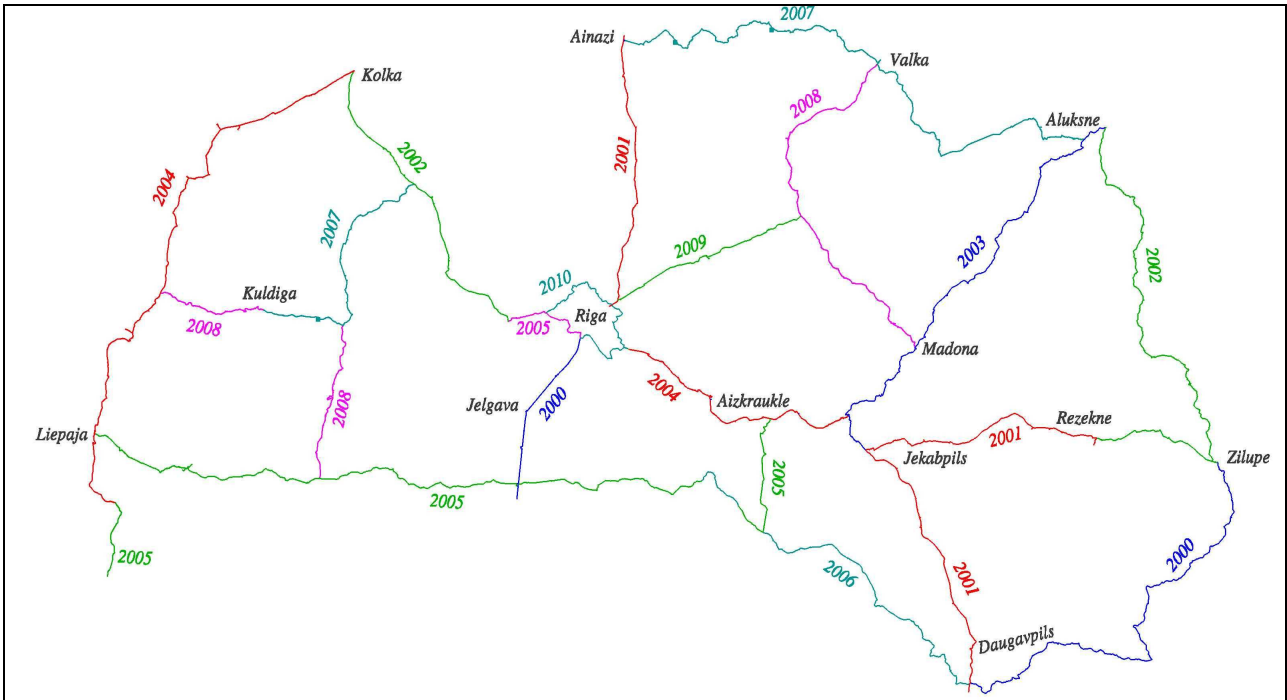 2007
Ainazi
Valka
Kolka
2008
Aluksne
2001
2002
2004
2007
2009
2003
2002
2010
Kuldiga
Riga
2008
2005
Madona
2004
Aizkraukle
2000
Jelgava
2008
Rezekne
2001
Liepaja
Jekabpils
Zilupe
2005
2005
2005
2000
2006
2001
Daugavpils